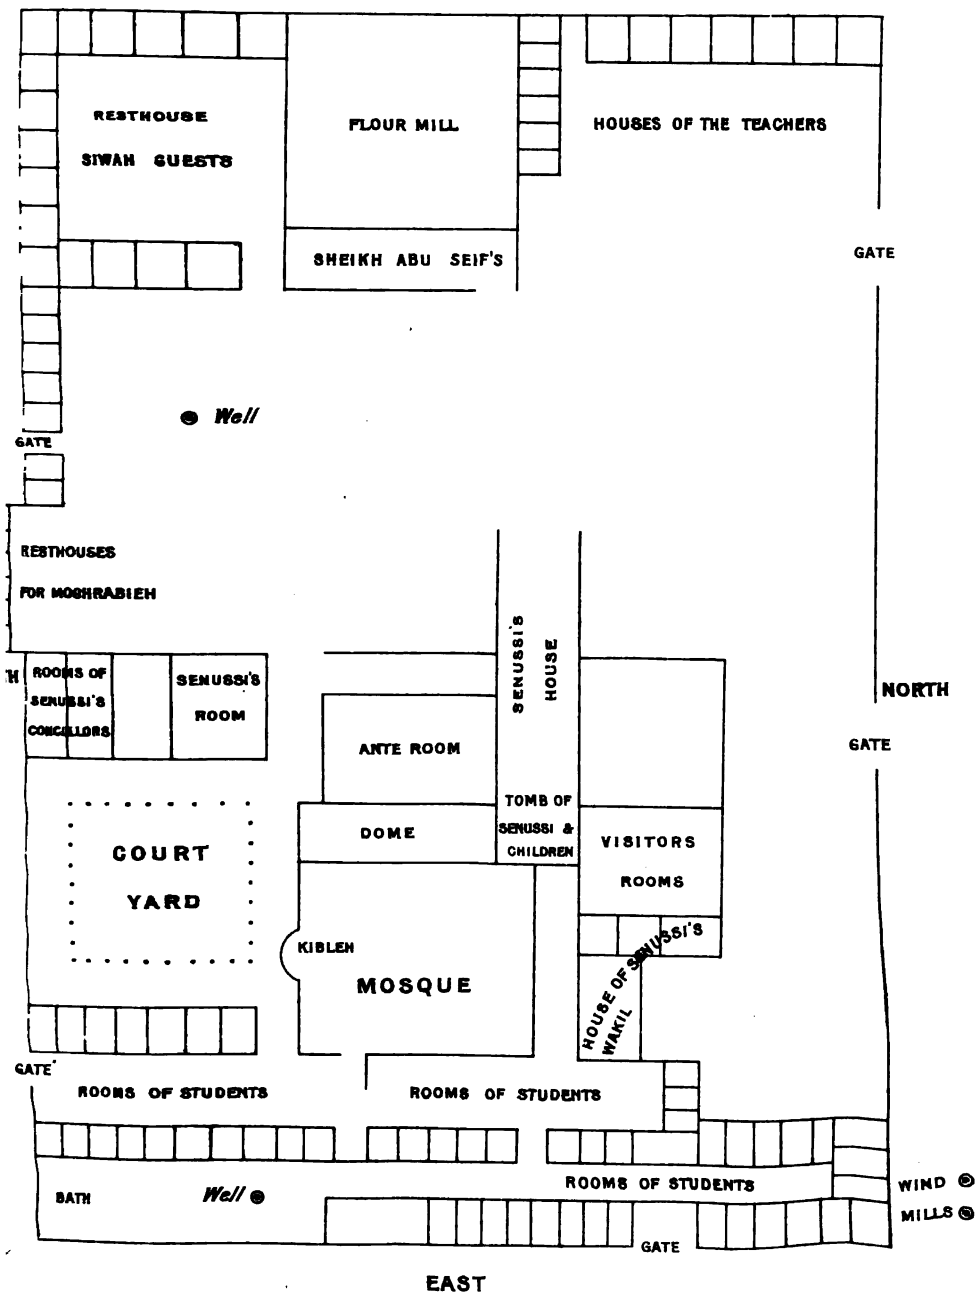 RESTHOUSE
SIWAH GUESTS
FLOUR MILL
HOUSES OF THE TEACHERS
SHEIKH ABU SEIF'S
GATE
Well
GATE
RESTHOUSES
FOR MOGHRABIEH
TH
ROOMS OF
SENUSSI'S
CONCILLORS
SENUSSI'S
ROOM
SENUSSI'S
HOUSE
NORTH
GATE
ANTE ROOM
DOME
TOMB OF
SENUSSI &
CHILDREN
VISITORS
ROOMS
COURT
YARD
KIBLEH
MOSQUE
HOUSE OF SENUSSI'S
WAKIL
GATE
ROOMS OF STUDENTS
ROOMS OF STUDENTS
ROOMS OF STUDENTS
BATH
Well
WIND
MILLS
GATE
EAST